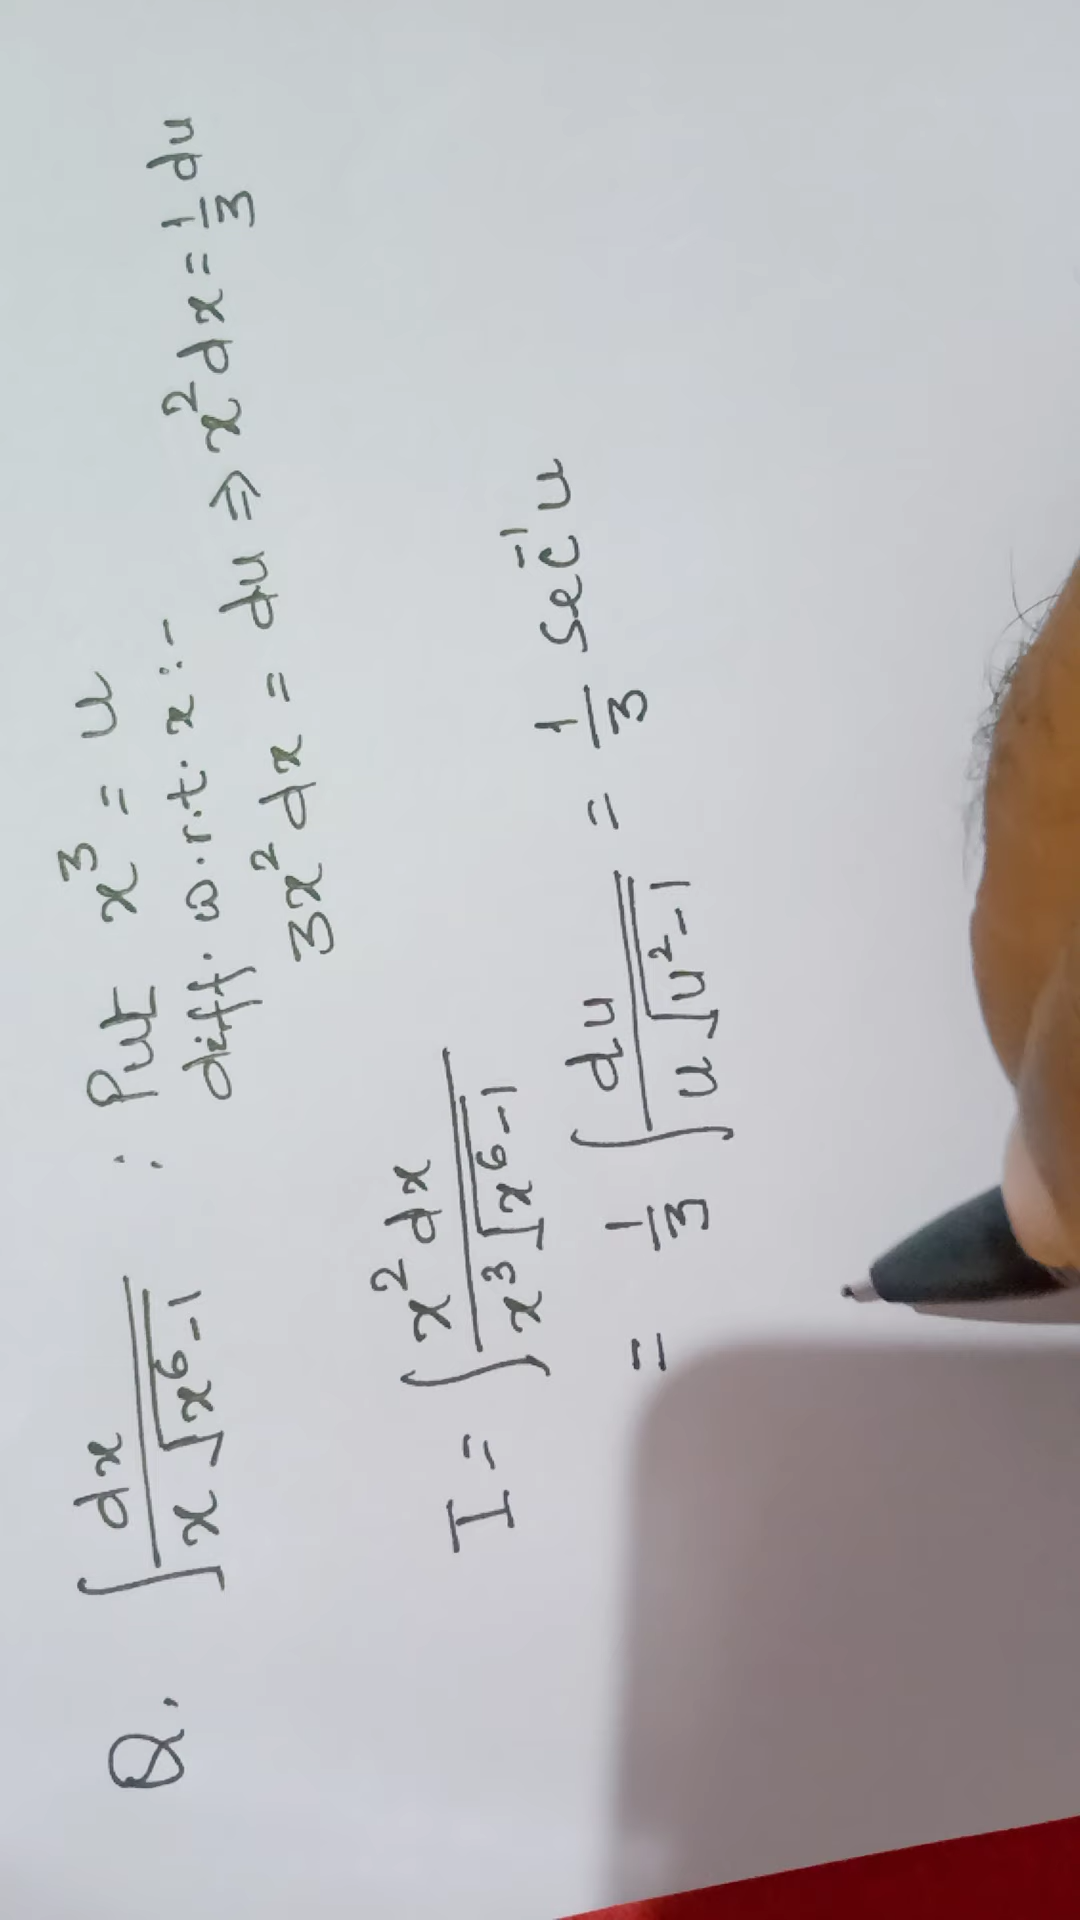 Q. ∫ dx / x√(x⁶-1) : Put x³ = u
diff. w.r.t. x :-
3x² dx = du ⇒ x² dx = 1/3 du
I = ∫ x² dx / x³√(x⁶-1)
= 1/3 ∫ du / u√(u²-1) = 1/3 sec⁻¹ u